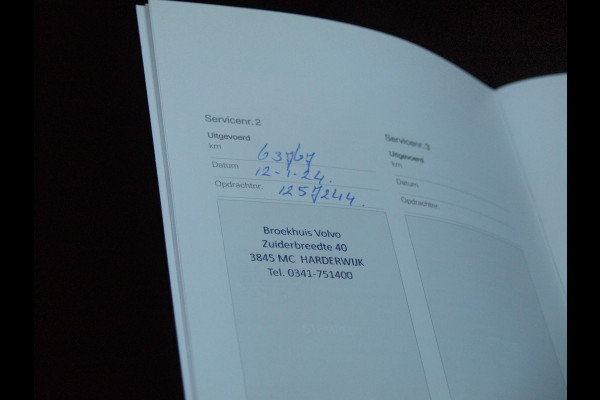 Servicenr. 2
Uitgevoerd
km 63767
Datum 12-1-24.
Opdrachtnr. 1257244.
Broekhuis Volvo
Zuiderbreedte 40
3845 MC HARDERWIJK
Tel. 0341-751400
Servicenr. 3
Uitgevoerd
km
Datum
Opdrachtnr.